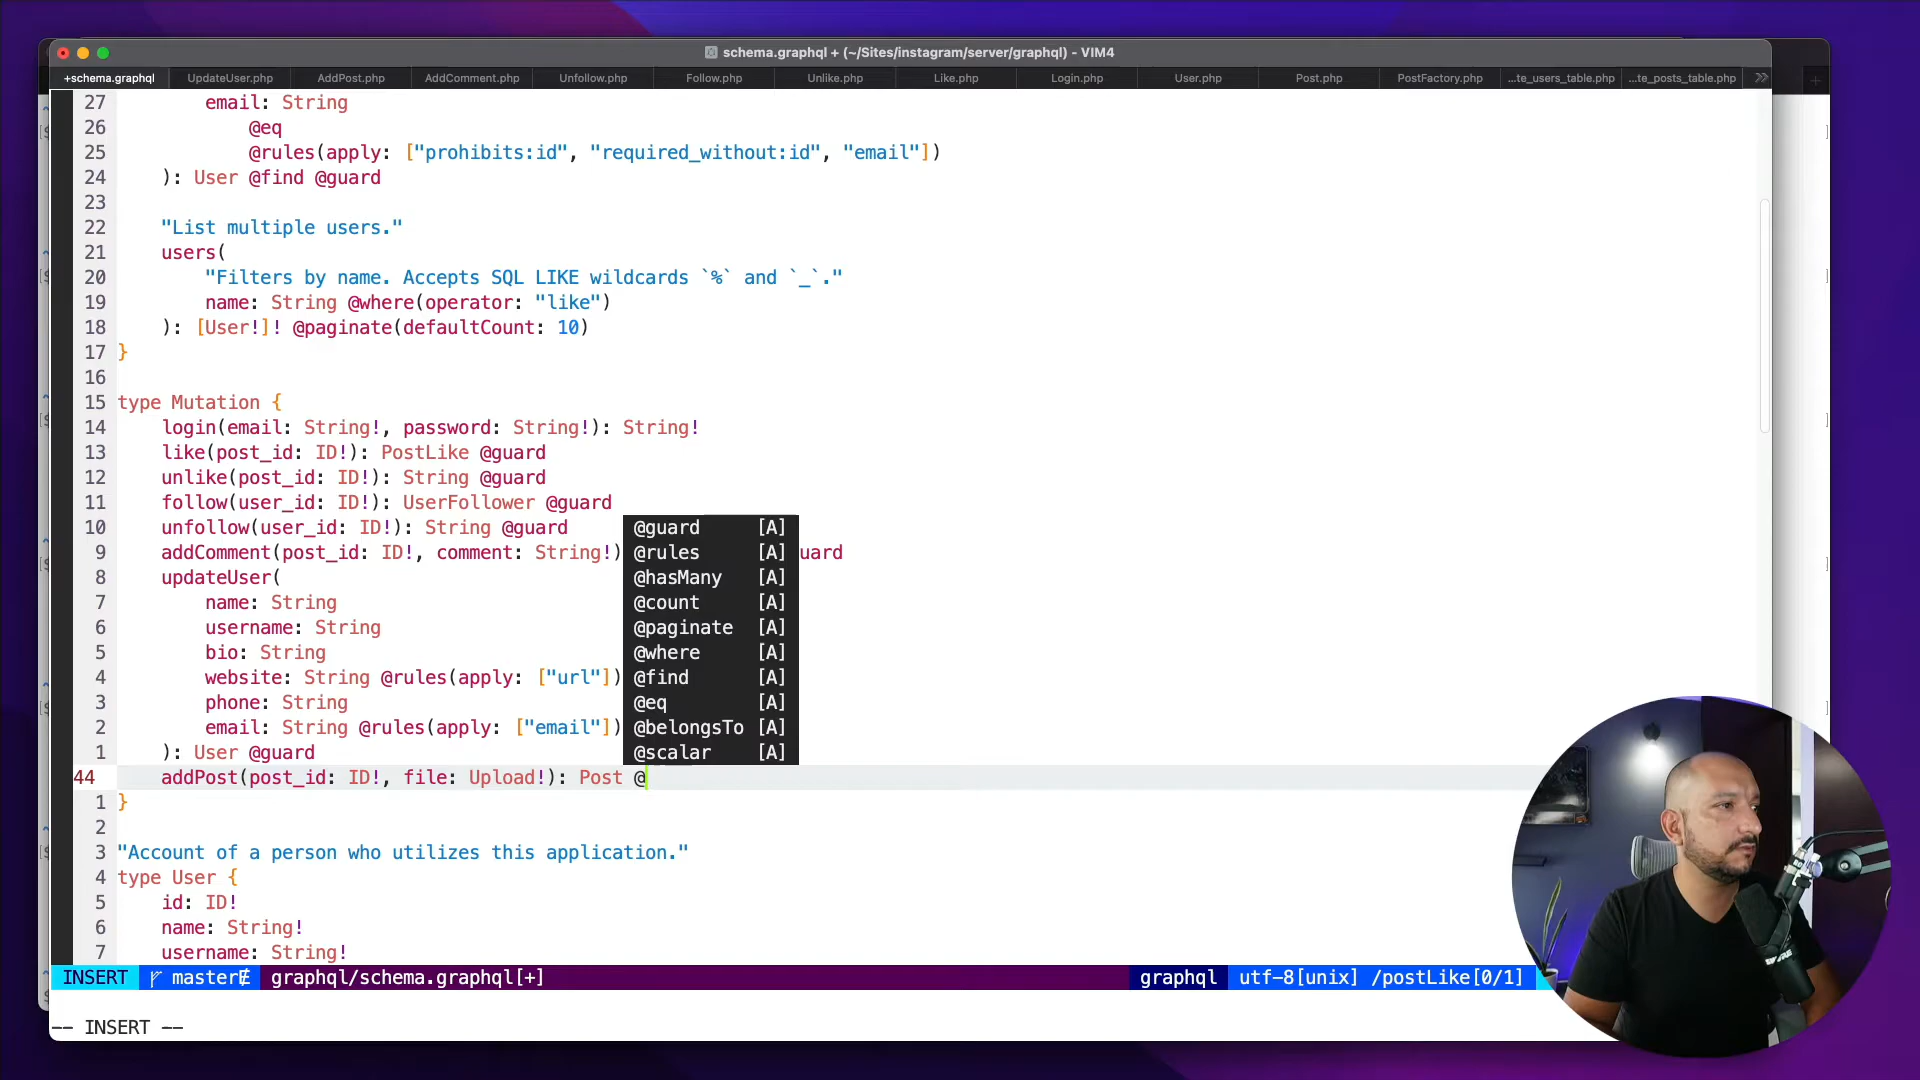 schema.graphql + (~/Sites/instagram/server/graphql) - VIM4
+schema.graphql UpdateUser.php AddPost.php AddComment.php Unfollow.php Follow.php Unlike.php Like.php Login.php User.php Post.php PostFactory.php ...te_users_table.php ...te_posts_table.php
27 email: String
26 @eq
25 @rules(apply: ["prohibits:id", "required_without:id", "email"])
24 ): User @find @guard
23
22 "List multiple users."
21 users(
20 "Filters by name. Accepts SQL LIKE wildcards `%` and `_`."
19 name: String @where(operator: "like")
18 ): [User!]! @paginate(defaultCount: 10)
17 }
16
15 type Mutation {
14 login(email: String!, password: String!): String!
13 like(post_id: ID!): PostLike @guard
12 unlike(post_id: ID!): String @guard
11 follow(user_id: ID!): UserFollower @guard
10 unfollow(user_id: ID!): String @guard @guard [A]
9 addComment(post_id: ID!, comment: String!) @rules [A] uard
8 updateUser( @hasMany [A]
7 name: String @count [A]
6 username: String @paginate [A]
5 bio: String @where [A]
4 website: String @rules(apply: ["url"]) @find [A]
3 phone: String @eq [A]
2 email: String @rules(apply: ["email"]) @belongsTo [A]
1 ): User @guard @scalar [A]
44 addPost(post_id: ID!, file: Upload!): Post @
1 }
2
3 "Account of a person who utilizes this application."
4 type User {
5 id: ID!
6 name: String!
7 username: String!
INSERT master graphql/schema.graphql[+] graphql utf-8[unix] /postLike[0/1]
-- INSERT --